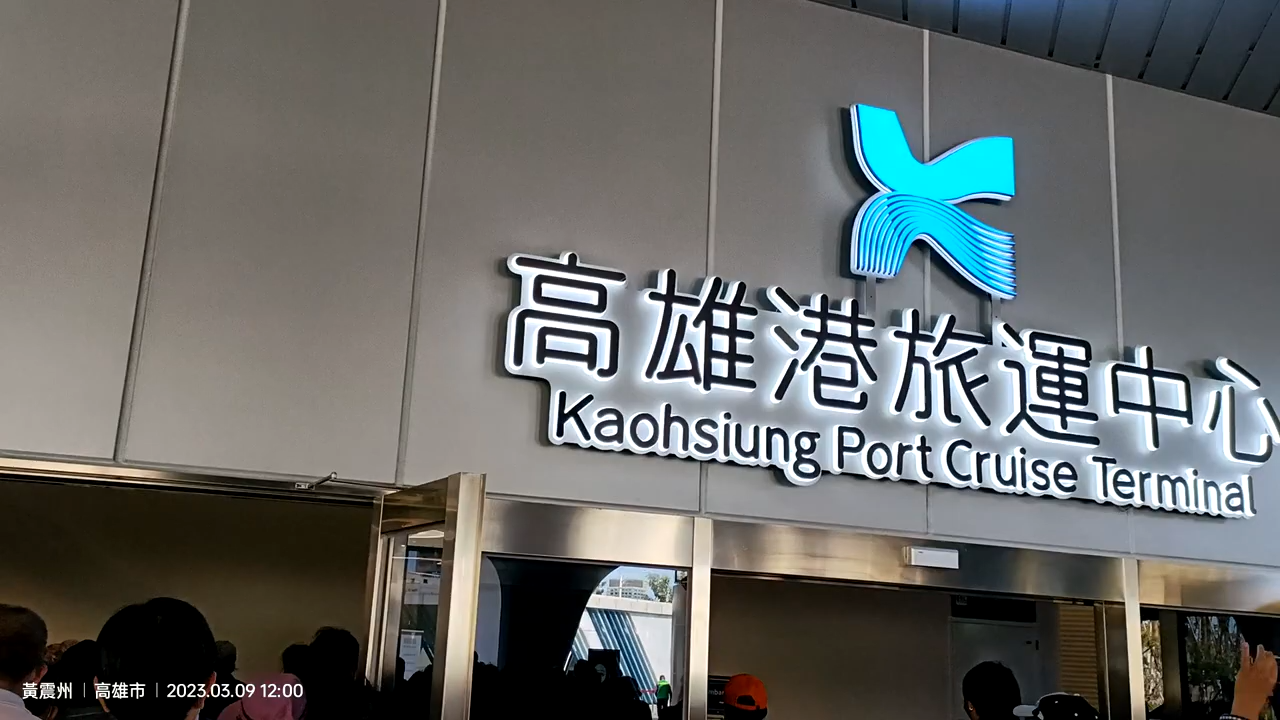 高雄港旅運中心
Kaohsiung Port Cruise Terminal
黃震州 | 高雄市 | 2023.03.09 12:00